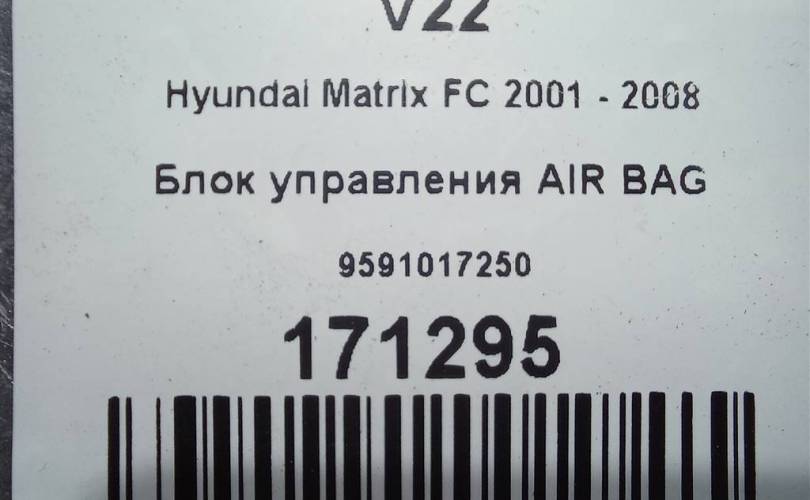 V22
Hyundai Matrix FC 2001 - 2008
Блок управления AIR BAG
9591017250
171295